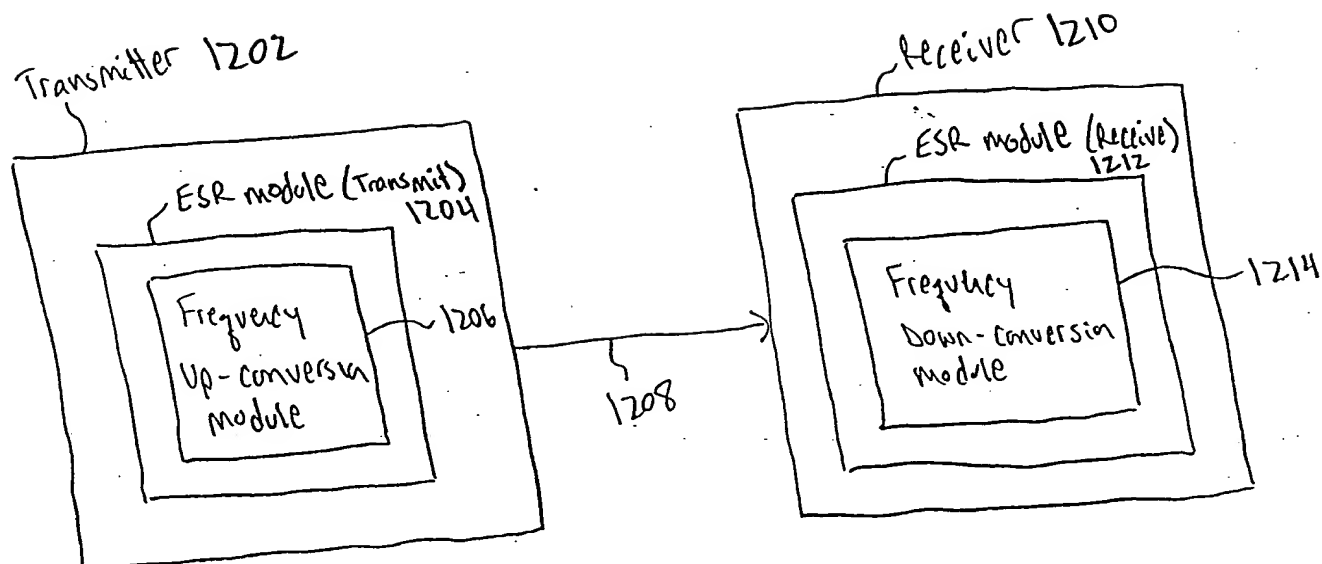 Transmitter 1202
ESR module (Transmit)
1204
Frequency
Up-conversion
module
1206
1208
Receiver 1210
ESR module (Receive)
1212
Frequency
Down-conversion
module
1214